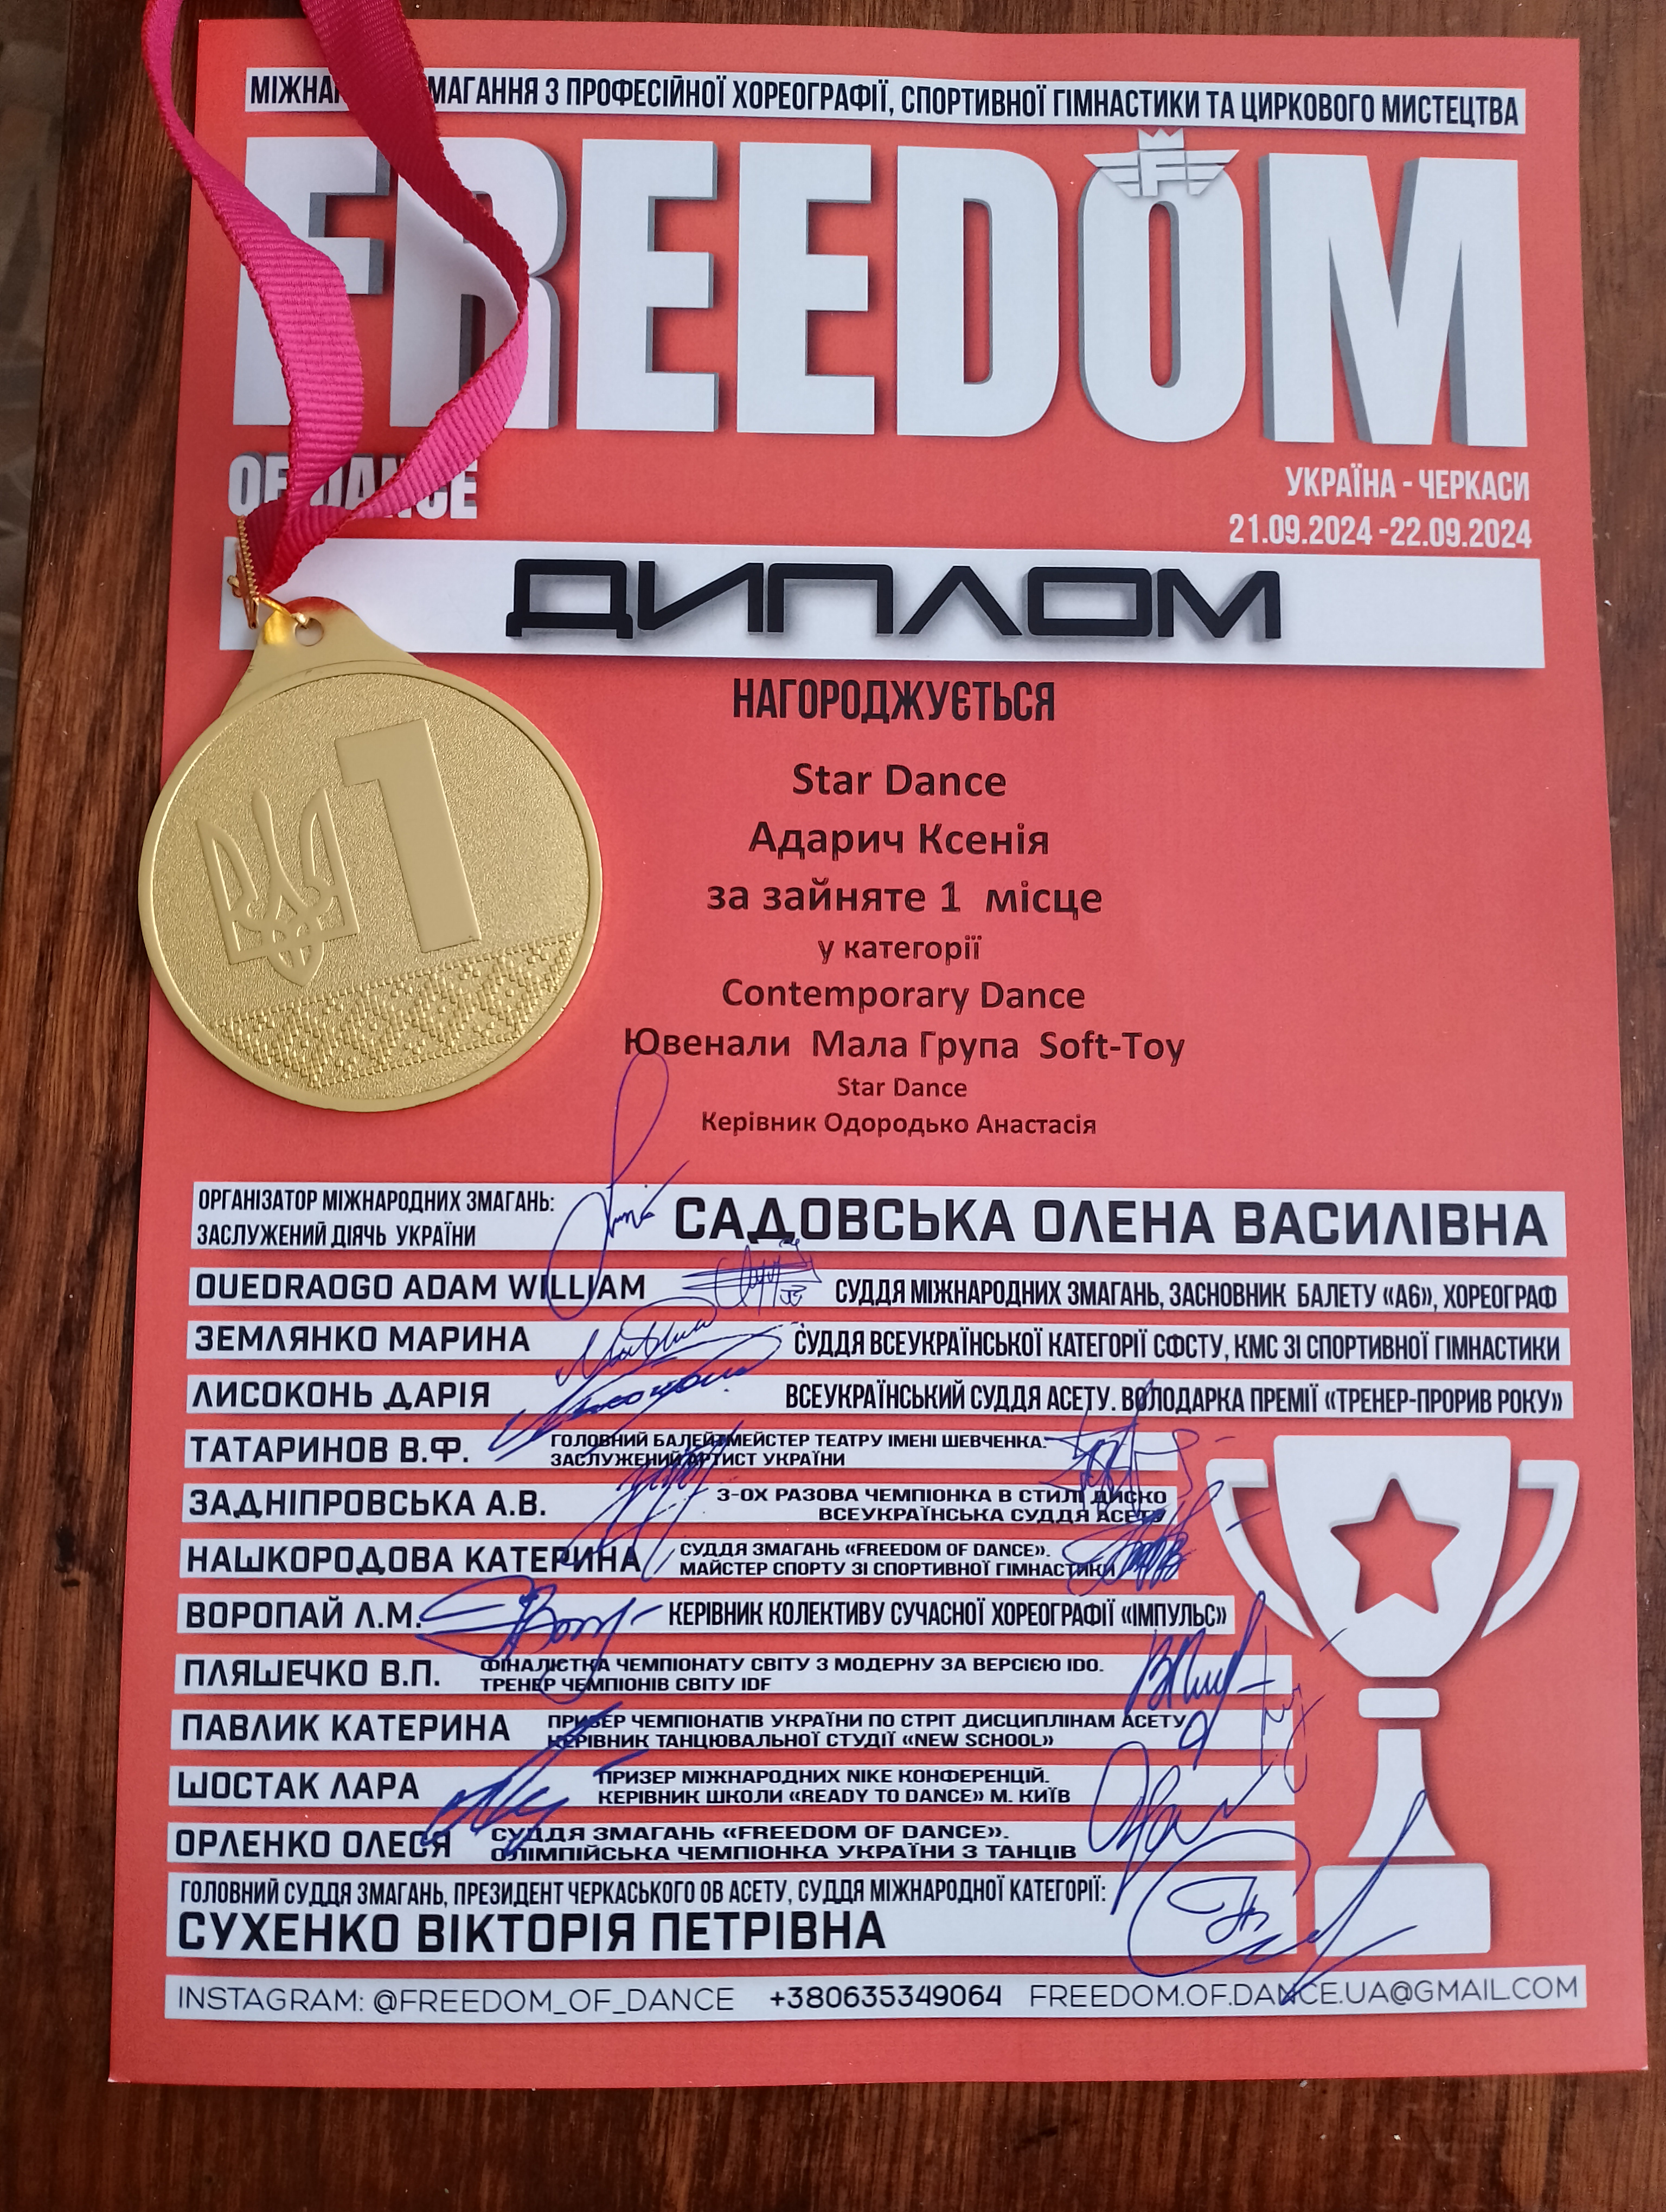 МІЖНА МАГАННЯ З ПРОФЕСІЙНОЇ ХОРЕОГРАФІЇ, СПОРТИВНОЇ ГІМНАСТИКИ ТА ЦИРКОВОГО МИСТЕЦТВА
F
FREEDOM
OF DANCE
УКРАЇНА - ЧЕРКАСИ
21.09.2024 -22.09.2024
ДИПЛОМ
НАГОРОДЖУЄТЬСЯ
Star Dance
Адарич Ксенія
за зайняте 1 місце
у категорії
Contemporary Dance
Ювенали Мала Група Soft-Toy
Star Dance
Керівник Одородько Анастасія
1
ОРГАНІЗАТОР МІЖНАРОДНИХ ЗМАГАНЬ:
ЗАСЛУЖЕНИЙ ДІЯЧЬ УКРАЇНИ
САДОВСЬКА ОЛЕНА ВАСИЛІВНА
OUEDRAOGO ADAM WILLIAM СУДДЯ МІЖНАРОДНИХ ЗМАГАНЬ, ЗАСНОВНИК БАЛЕТУ «А6», ХОРЕОГРАФ
ЗЕМЛЯНКО МАРИНА СУДДЯ ВСЕУКРАЇНСЬКОЇ КАТЕГОРІЇ СФСТУ, КМС ЗІ СПОРТИВНОЇ ГІМНАСТИКИ
ЛИСОКОНЬ ДАРІЯ ВСЕУКРАЇНСЬКИЙ СУДДЯ АСЕТУ. ВОЛОДАРКА ПРЕМІЇ «ТРЕНЕР-ПРОРИВ РОКУ»
ТАТАРИНОВ В.Ф. ГОЛОВНИЙ БАЛЕЙТМЕЙСТЕР ТЕАТРУ ІМЕНІ ШЕВЧЕНКА.
ЗАСЛУЖЕНИЙ АРТИСТ УКРАЇНИ
ЗАДНІПРОВСЬКА А.В. 3-ОХ РАЗОВА ЧЕМПІОНКА В СТИЛІ ДИСКО
ВСЕУКРАЇНСЬКА СУДДЯ АСЕТУ
НАШКОРОДОВА КАТЕРИНА СУДДЯ ЗМАГАНЬ «FREEDOM OF DANCE».
МАЙСТЕР СПОРТУ ЗІ СПОРТИВНОЇ ГІМНАСТИКИ
ВОРОПАЙ Л.М. КЕРІВНИК КОЛЕКТИВУ СУЧАСНОЇ ХОРЕОГРАФІЇ «ІМПУЛЬС»
ПЛЯШЕЧКО В.П. ФІНАЛІСТКА ЧЕМПІОНАТУ СВІТУ З МОДЕРНУ ЗА ВЕРСІЄЮ IDO.
ТРЕНЕР ЧЕМПІОНІВ СВІТУ IDF
ПАВЛИК КАТЕРИНА ПРИЗЕР ЧЕМПІОНАТІВ УКРАЇНИ ПО СТРІТ ДИСЦИПЛІНАМ АСЕТУ
КЕРІВНИК ТАНЦЮВАЛЬНОЇ СТУДІЇ «NEW SCHOOL»
ШОСТАК ЛАРА ПРИЗЕР МІЖНАРОДНИХ NIKE КОНФЕРЕНЦІЙ.
КЕРІВНИК ШКОЛИ «READY TO DANCE» М. КИЇВ
ОРЛЕНКО ОЛЕСЯ СУДДЯ ЗМАГАНЬ «FREEDOM OF DANCE».
ОЛІМПІЙСЬКА ЧЕМПІОНКА УКРАЇНИ З ТАНЦІВ
ГОЛОВНИЙ СУДДЯ ЗМАГАНЬ, ПРЕЗИДЕНТ ЧЕРКАСЬКОГО ОВ АСЕТУ, СУДДЯ МІЖНАРОДНОЇ КАТЕГОРІЇ:
СУХЕНКО ВІКТОРІЯ ПЕТРІВНА
INSTAGRAM: @FREEDOM_OF_DANCE +380635349064 FREEDOM.OF.DANCE.UA@GMAIL.COM